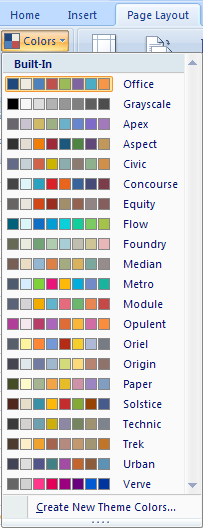 Home Insert Page Layout
Colors
Built-In
Office
Grayscale
Apex
Aspect
Civic
Concourse
Equity
Flow
Foundry
Median
Metro
Module
Opulent
Oriel
Origin
Paper
Solstice
Technic
Trek
Urban
Verve
Create New Theme Colors...